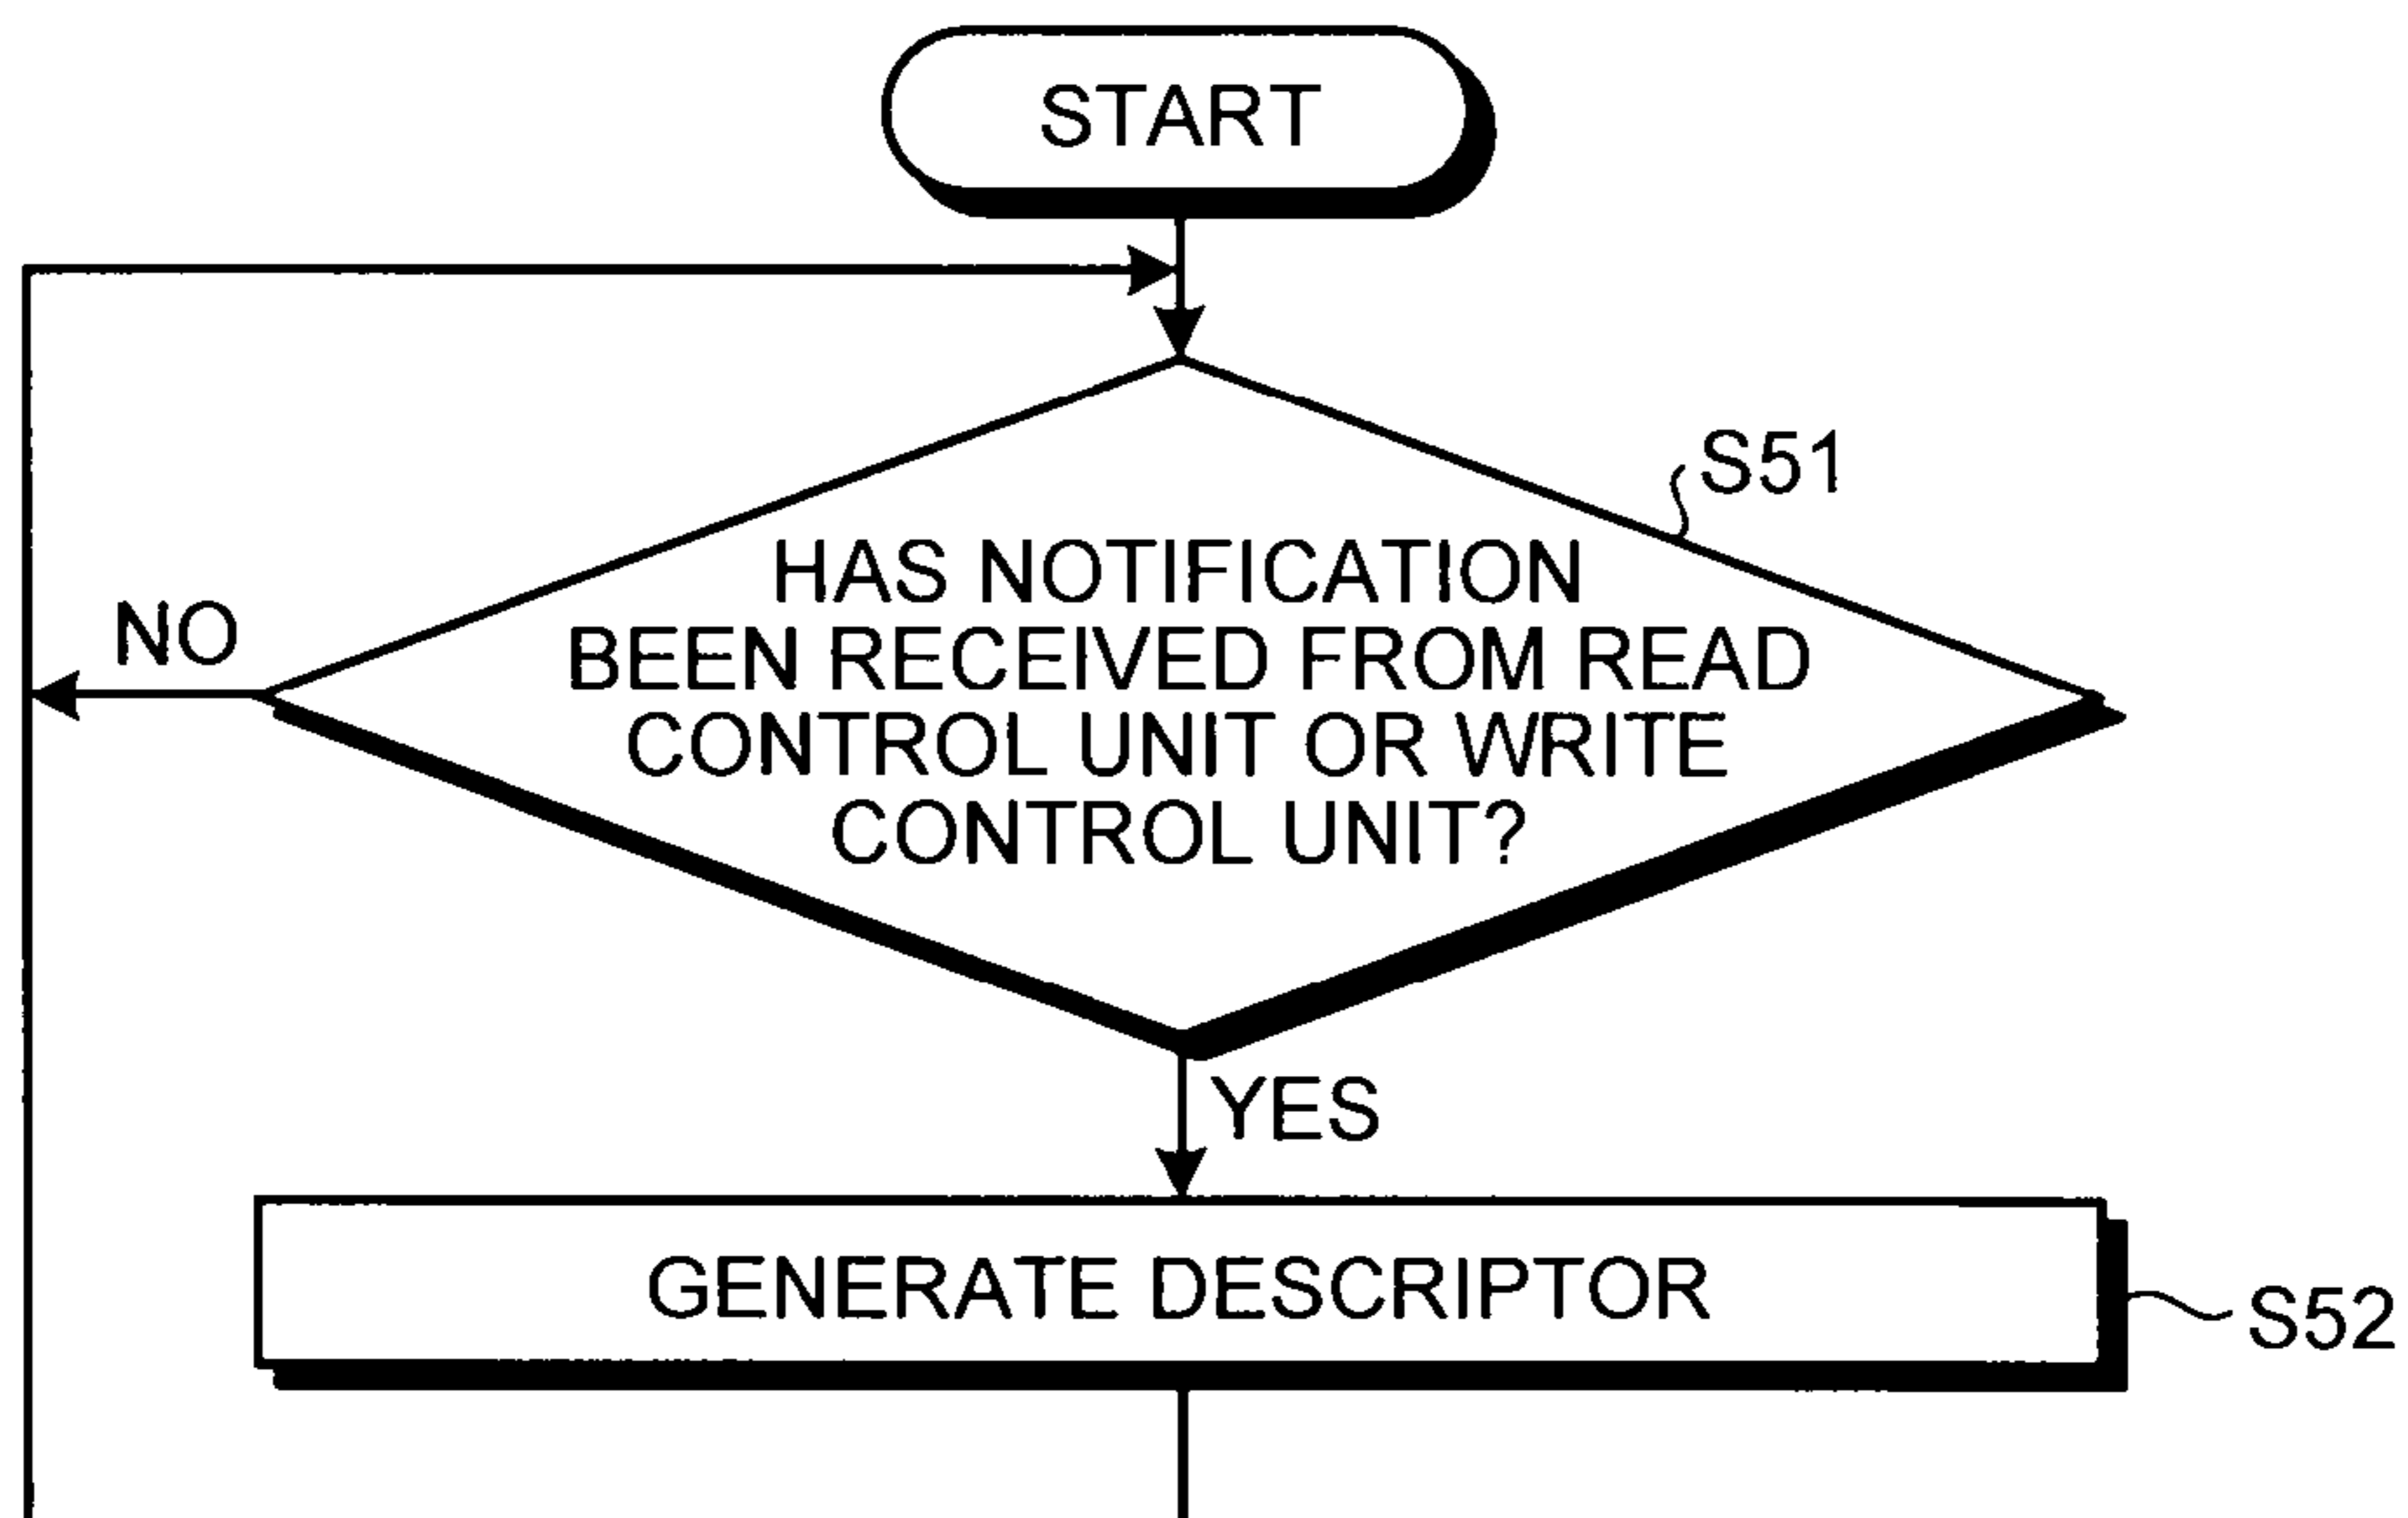 START
S51
HAS NOTIFICATION
BEEN RECEIVED FROM READ
CONTROL UNIT OR WRITE
CONTROL UNIT?
NO
YES
GENERATE DESCRIPTOR
S52